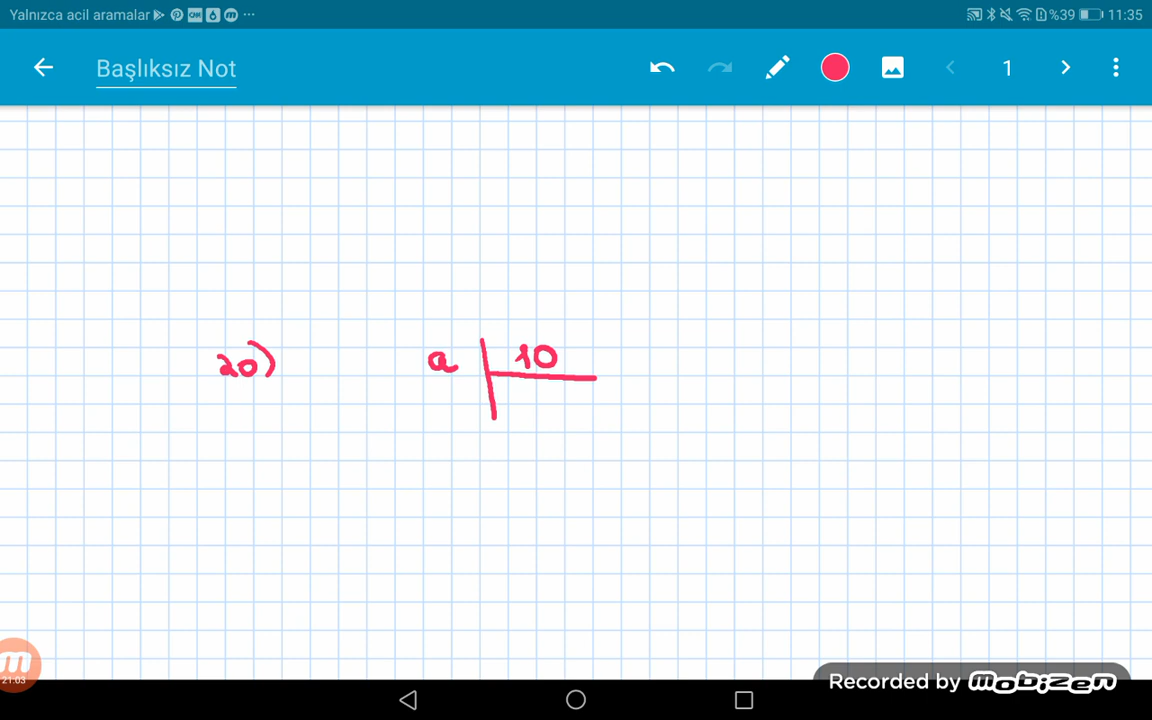 Yalnızca acil aramalar ... %39 11:35
Başlıksız Not 1
20) a 10
21:03
Recorded by mobizen